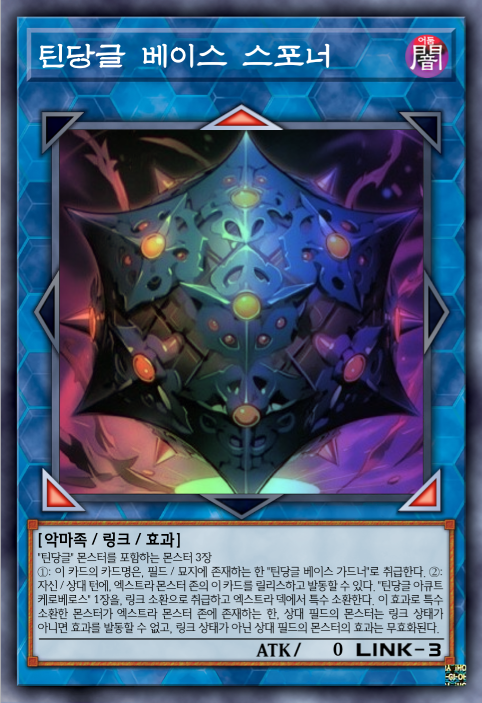 틴당글 베이스 스포너
어둠
闇
[악마족 / 링크 / 효과]
"틴당글" 몬스터를 포함하는 몬스터 3장
①: 이 카드의 카드명은, 필드 / 묘지에 존재하는 한 "틴당글 베이스 가드너"로 취급한다. ②:
자신 / 상대 턴에, 엑스트라 몬스터 존의 이 카드를 릴리스하고 발동할 수 있다. "틴당글 아큐트
케로베로스" 1장을, 링크 소환으로 취급하고 엑스트라 덱에서 특수 소환한다. 이 효과로 특수
소환한 몬스터가 엑스트라 몬스터 존에 존재하는 한, 상대 필드의 몬스터는 링크 상태가
아니면 효과를 발동할 수 없고, 링크 상태가 아닌 상대 필드의 몬스터의 효과는 무효화된다.
ATK/ 0 LINK-3